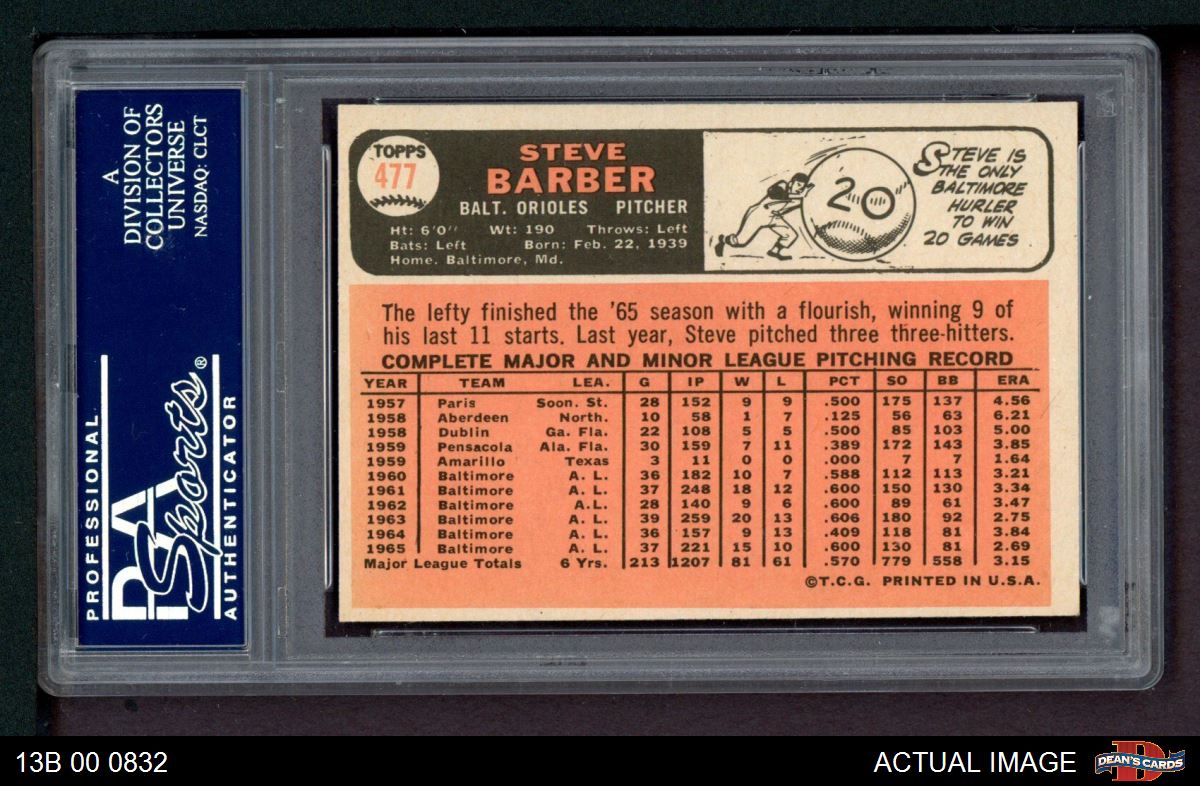 A
DIVISION OF
COLLECTORS
UNIVERSE
NASDAQ: CLCT
PROFESSIONAL
PSA
Sports®
AUTHENTICATOR
TOPPS
477
STEVE
BARBER
BALT. ORIOLES PITCHER
Ht: 6'0" Wt: 190 Throws: Left
Bats: Left Born: Feb. 22, 1939
Home. Baltimore, Md.
20
STEVE IS
THE ONLY
BALTIMORE
HURLER
TO WIN
20 GAMES
The lefty finished the '65 season with a flourish, winning 9 of
his last 11 starts. Last year, Steve pitched three three-hitters.
COMPLETE MAJOR AND MINOR LEAGUE PITCHING RECORD
YEAR TEAM LEA. G IP W L PCT SO BB ERA
1957 Paris Soon. St. 28 152 9 9 .500 175 137 4.56
1958 Aberdeen North. 10 58 1 7 .125 56 63 6.21
1958 Dublin Ga. Fla. 22 108 5 5 .500 85 103 5.00
1959 Pensacola Ala. Fla. 30 159 7 11 .389 172 143 3.85
1959 Amarillo Texas 3 11 0 0 .000 7 7 1.64
1960 Baltimore A. L. 36 182 10 7 .588 112 113 3.21
1961 Baltimore A. L. 37 248 18 12 .600 150 130 3.34
1962 Baltimore A.L. 28 140 9 6 .600 89 61 3.47
1963 Baltimore A. L. 39 259 20 13 .606 180 92 2.75
1964 Baltimore A. L. 36 157 9 13 .409 118 81 3.84
1965 Baltimore A. L. 37 221 15 10 .600 130 81 2.69
Major League Totals 6 Yrs. 213 1207 81 61 .570 779 558 3.15
©T.C.G. PRINTED IN U.S.A.
13B 00 0832
ACTUAL IMAGE
D
DEAN'S CARDS